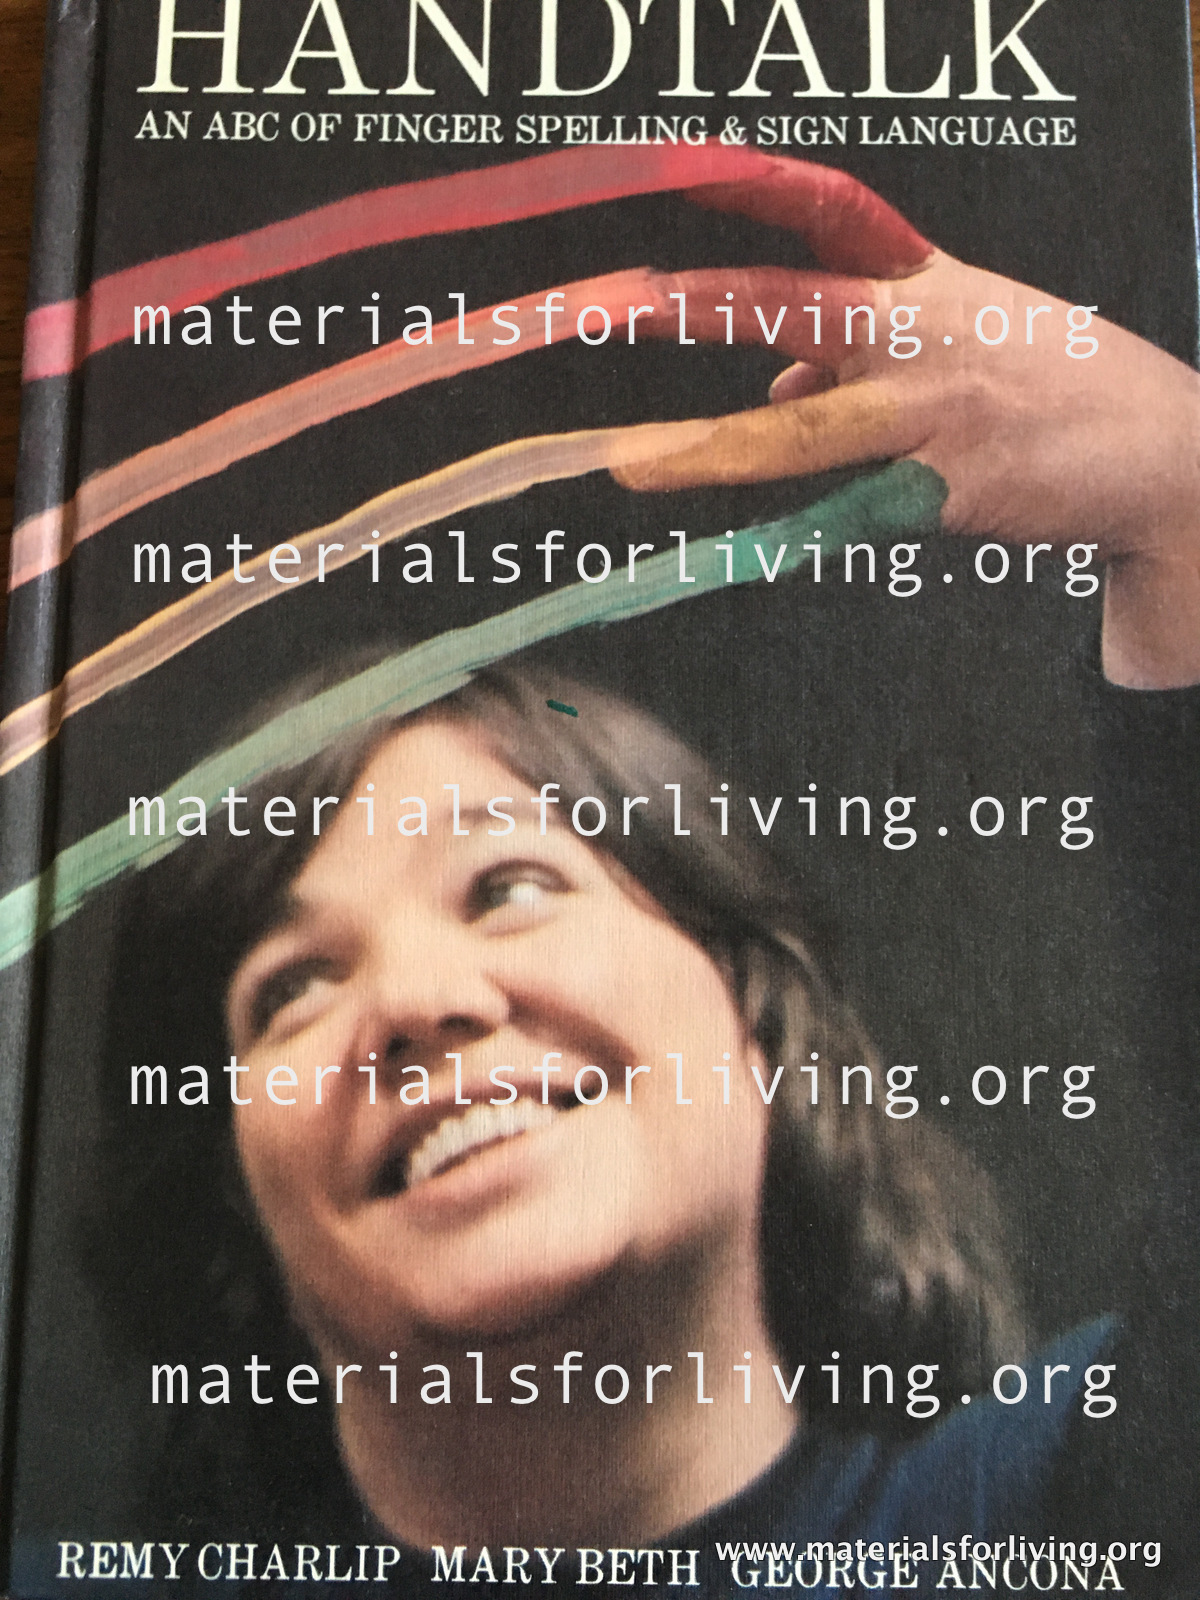 HANDTALK
AN ABC OF FINGER SPELLING & SIGN LANGUAGE
materialsforliving.org
materialsforliving.org
materialsforliving.org
materialsforliving.org
materialsforliving.org
www.materialsforliving.org
REMY CHARLIP MARY BETH GEORGE ANCONA